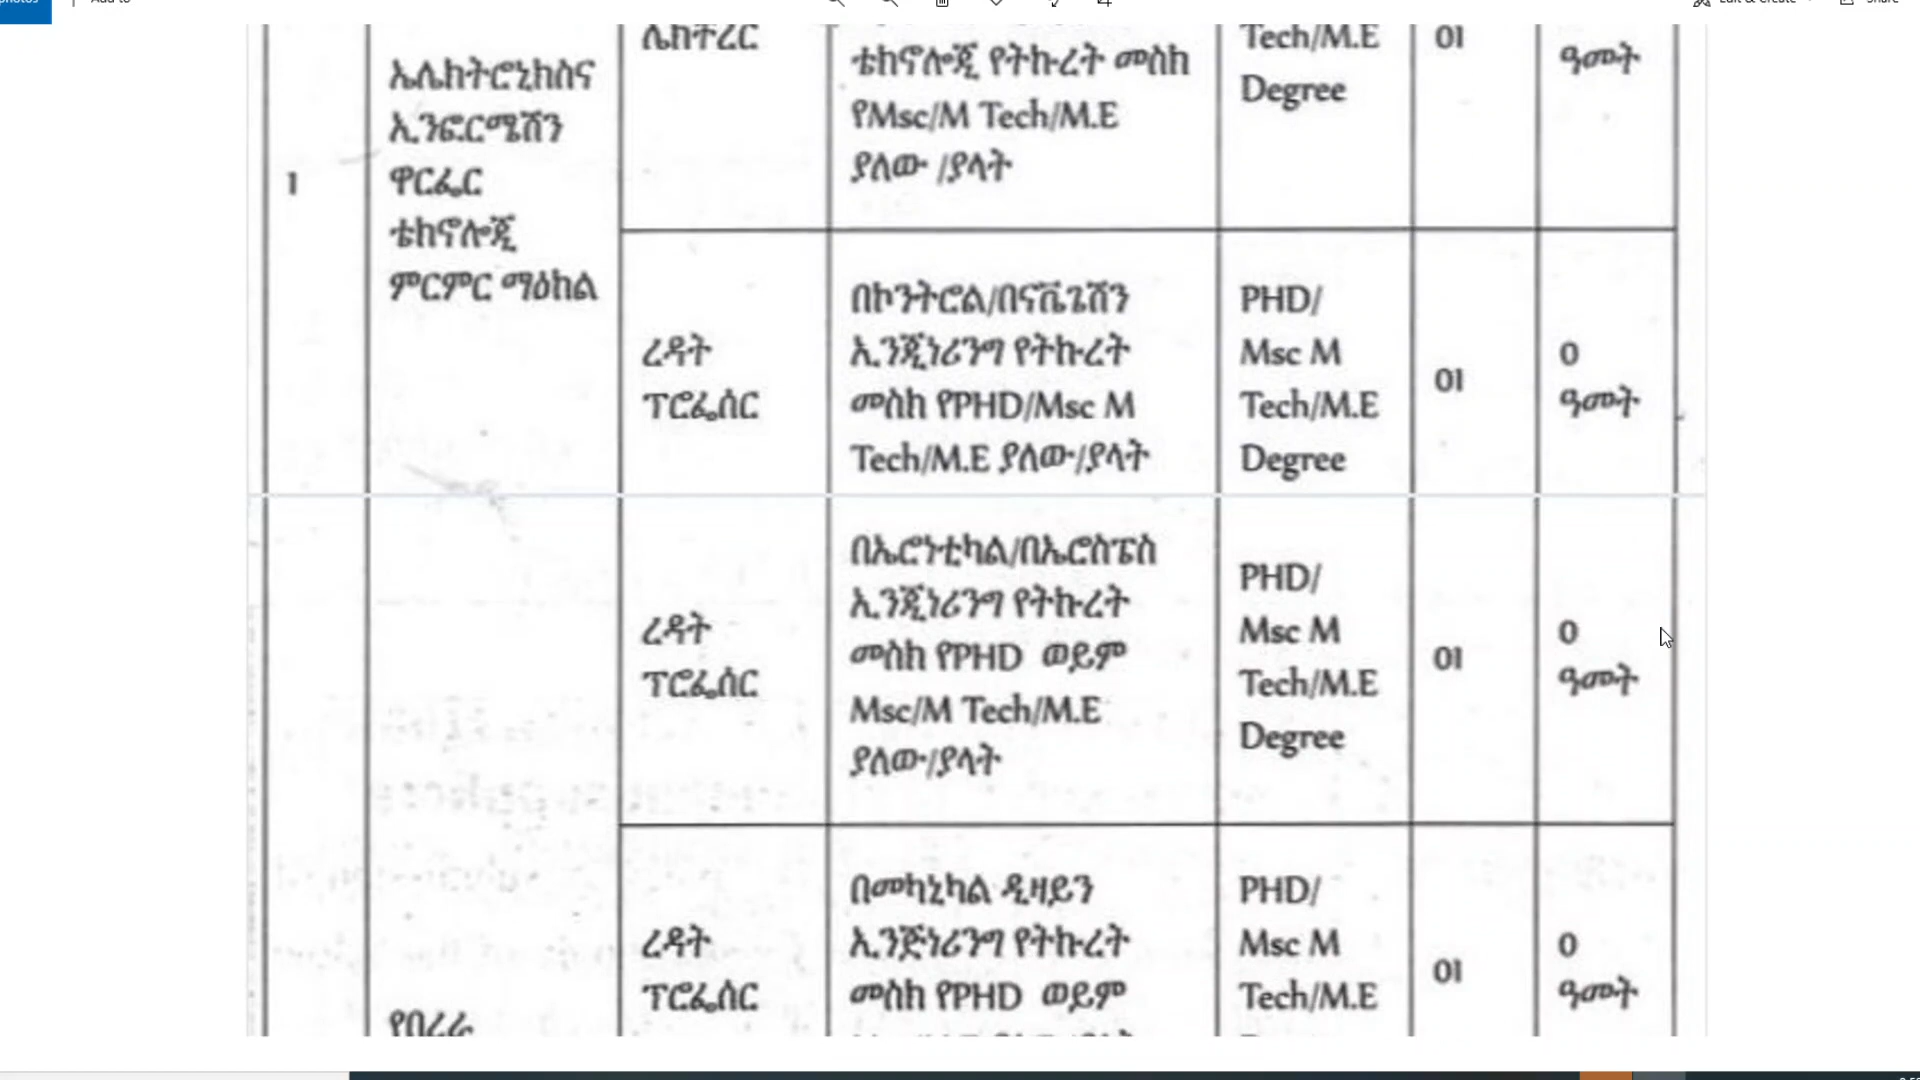 1
ኤሌክትሮኒክስና
ኢንፎርሜሽን
ዋርፌር
ቴክኖሎጂ
ምርምር ማዕከል
ሌክቸረር
ቴክኖሎጂ የትኩረት መስክ
የMsc/M Tech/M.E
ያለው /ያላት
Tech/M.E
Degree
01
ዓመት
ረዳት
ፕሮፌሰር
በኮንትሮል/በናቪጌሽን
ኢንጂነሪንግ የትኩረት
መስክ የPHD/Msc M
Tech/M.E ያለው/ያላት
PHD/
Msc M
Tech/M.E
Degree
01
0
ዓመት
ረዳት
ፕሮፌሰር
በኤሮነቲካል/በኤሮስፔስ
ኢንጂነሪንግ የትኩረት
መስክ የPHD ወይም
Msc/M Tech/M.E
ያለው/ያላት
PHD/
Msc M
Tech/M.E
Degree
01
0
ዓመት
የበረራ
ረዳት
ፕሮፌሰር
በመካኒካል ዲዛይን
ኢንጅነሪንግ የትኩረት
መስክ የPHD ወይም
PHD/
Msc M
Tech/M.E
01
0
ዓመት